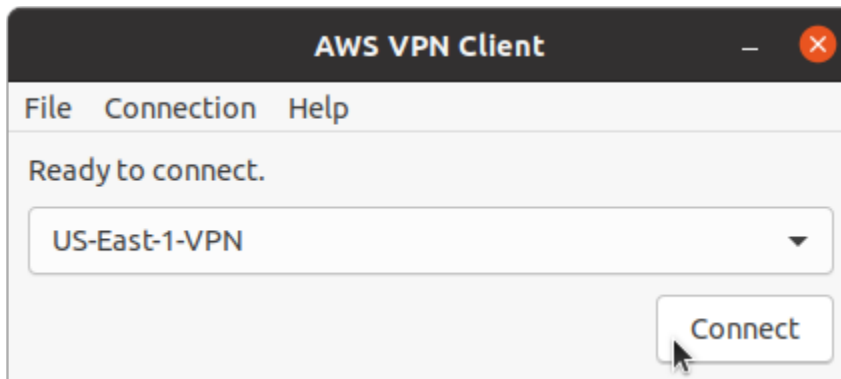 AWS VPN Client
File Connection Help
Ready to connect.
US-East-1-VPN
Connect